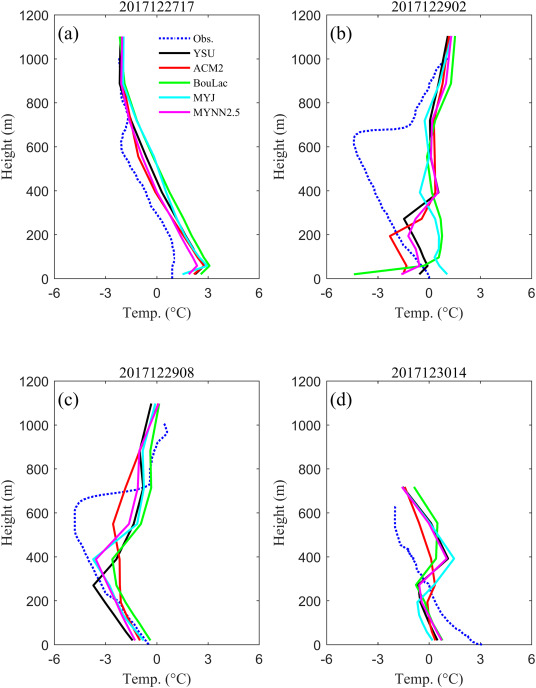 2017122717
2017122902
1200
1000
800
600
400
200
0
Height (m)
(a)
Obs.
YSU
ACM2
BouLac
MYJ
MYNN2.5
-6 -3 0 3 6
Temp. (°C)
1200
1000
800
600
400
200
0
Height (m)
(b)
-6 -3 0 3 6
Temp. (°C)
2017122908
2017123014
1200
1000
800
600
400
200
0
Height (m)
(c)
-6 -3 0 3 6
Temp. (°C)
1200
1000
800
600
400
200
0
Height (m)
(d)
-6 -3 0 3 6
Temp. (°C)